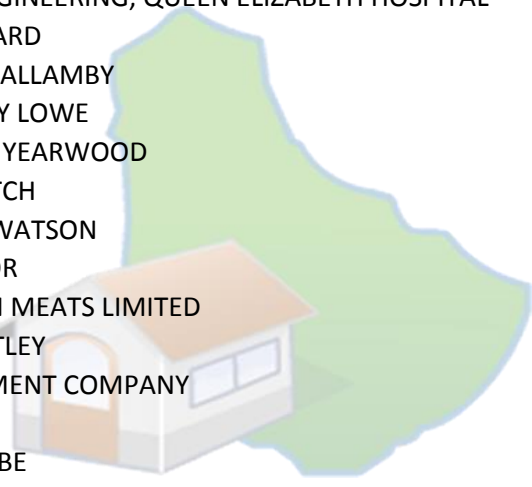 GINEERING, QUEEN ELIZABETH HOSPITAL
ARD
ALLAMBY
Y LOWE
YEARWOOD
TCH
WATSON
OR
MEATS LIMITED
TLEY
MENT COMPANY
BE